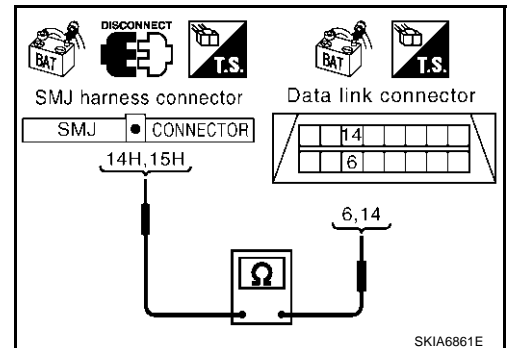 DISCONNECT
BAT
T.S.
BAT
T.S.
SMJ harness connector
Data link connector
SMJ CONNECTOR
14
6
14H,15H
6,14
Ω
SKIA6861E